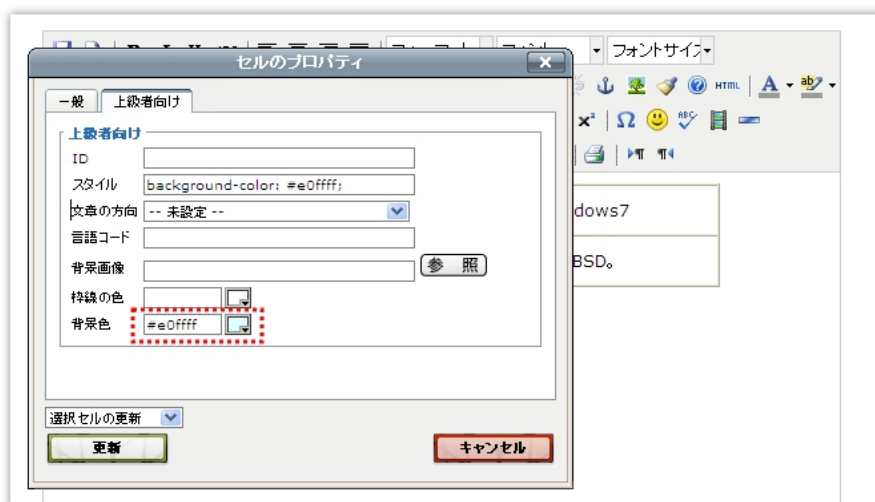 フォントサイズ
セルのプロパティ
HTML A ab
一般 上級者向け
x² Ω ABC
上級者向け
ID
スタイル background-color: #e0ffff;
文章の方向 -- 未設定 --
dows7
言語コード
背景画像 参 照
BSD。
枠線の色
背景色 #e0ffff
選択セルの更新
更新 キャンセル